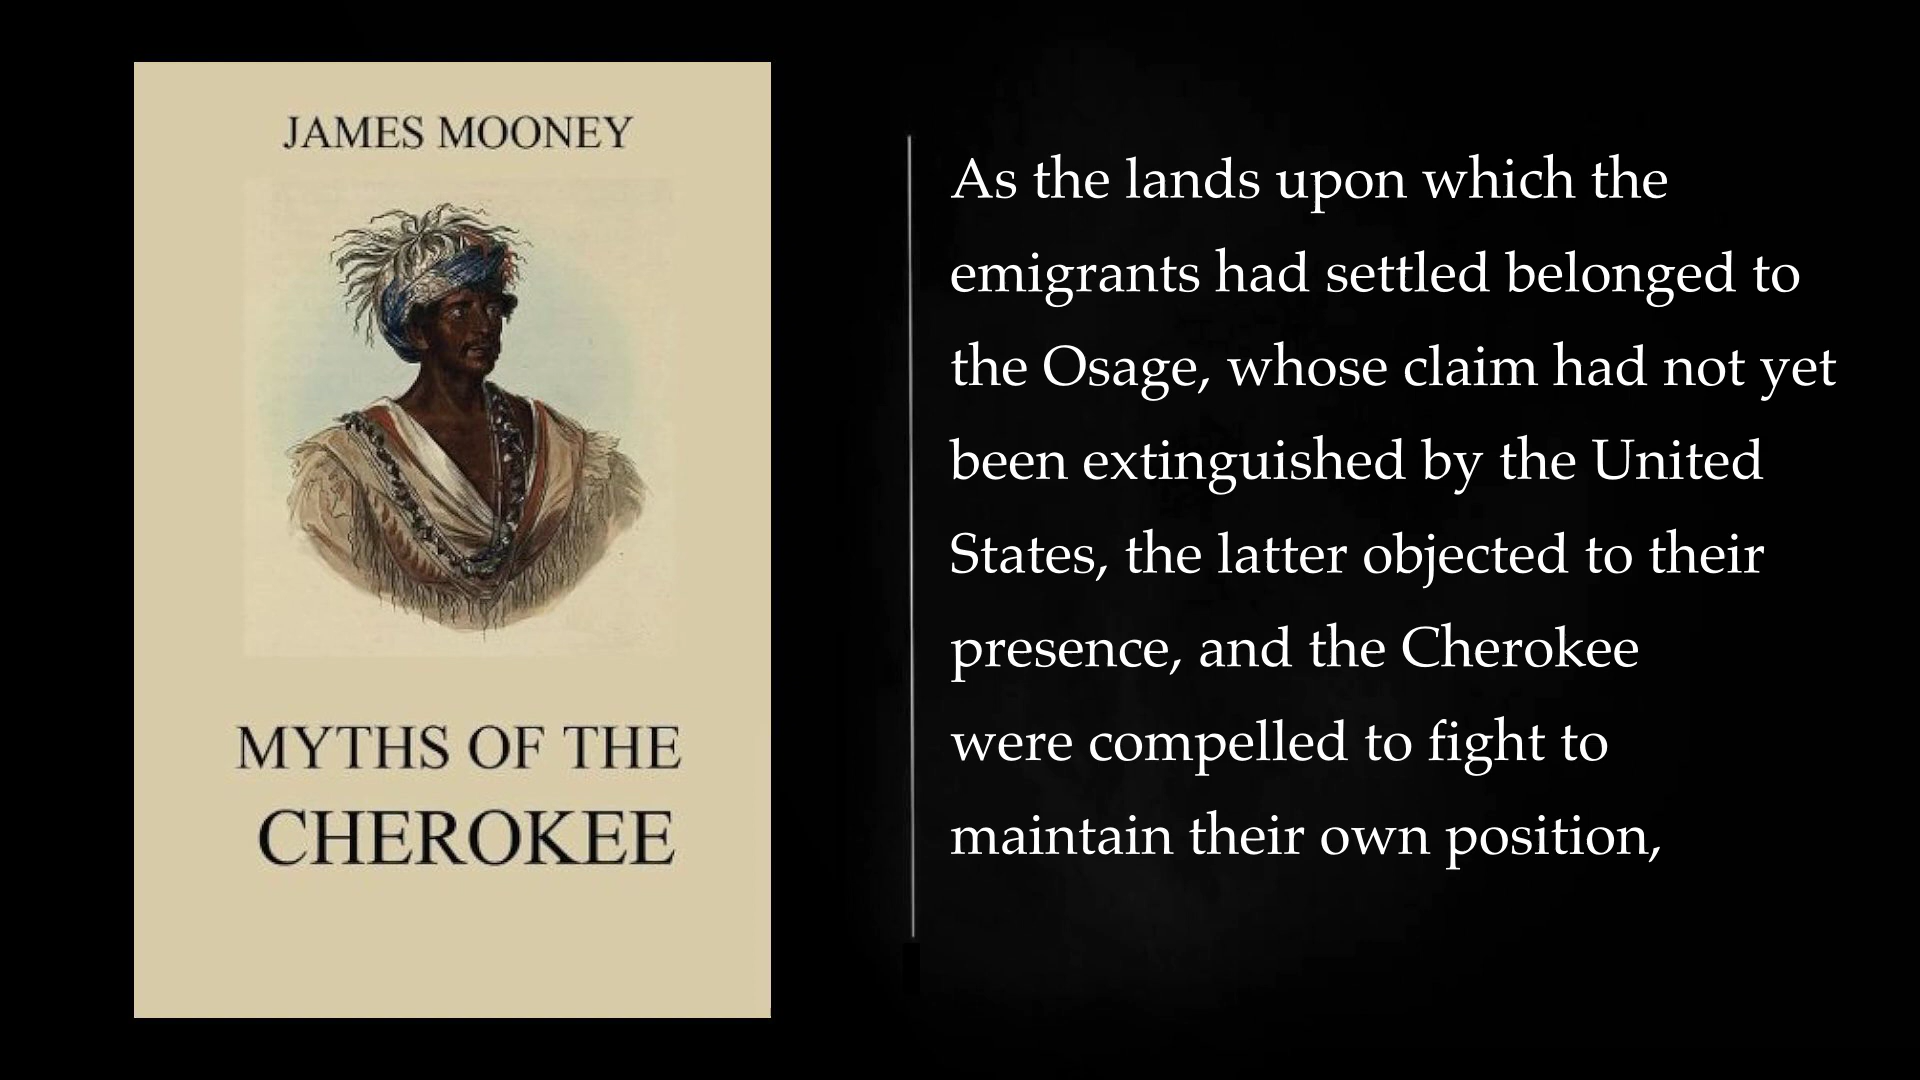 JAMES MOONEY
MYTHS OF THE
CHEROKEE
As the lands upon which the
emigrants had settled belonged to
the Osage, whose claim had not yet
been extinguished by the United
States, the latter objected to their
presence, and the Cherokee
were compelled to fight to
maintain their own position,